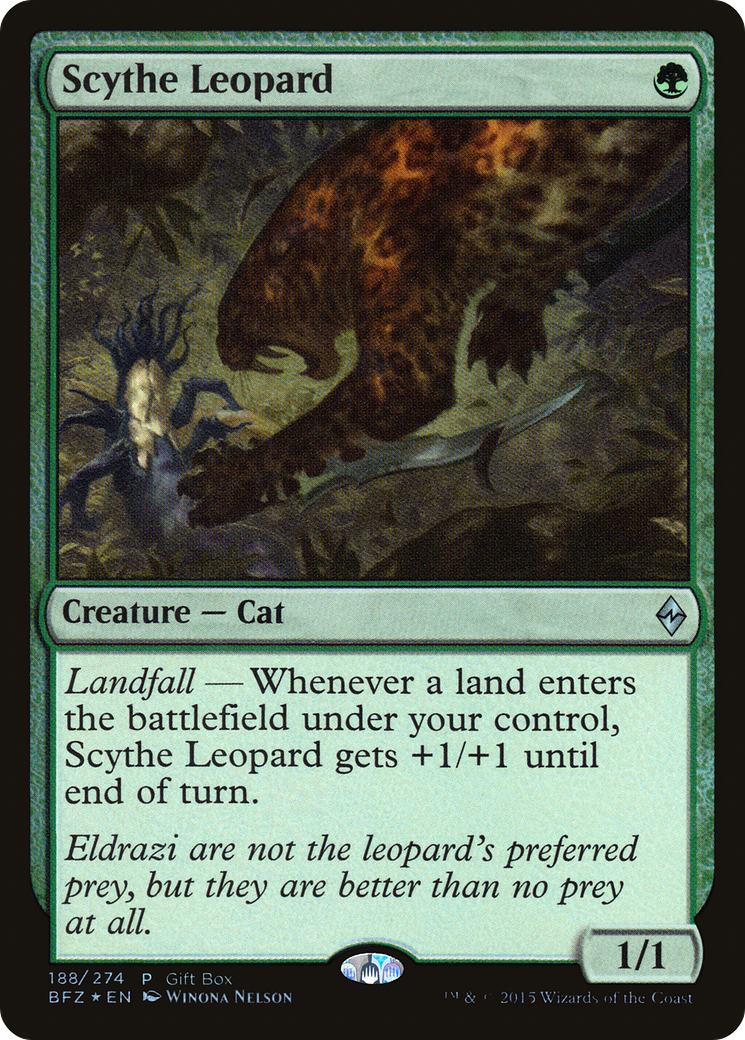 Scythe Leopard
Creature — Cat
Landfall — Whenever a land enters
the battlefield under your control,
Scythe Leopard gets +1/+1 until
end of turn.
Eldrazi are not the leopard's preferred
prey, but they are better than no prey
at all.
1/1
188/274 P Gift Box
BFZ ★ EN Winona Nelson
™ & © 2015 Wizards of the Coast